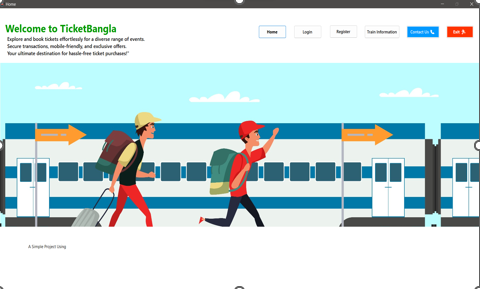 Home
Welcome to TicketBangla
Explore and book tickets effortlessly for a diverse range of events.
Secure transactions, mobile-friendly, and exclusive offers.
Your ultimate destination for hassle-free ticket purchases!"
Home
Login
Register
Train Information
Contact Us
Exit
A Simple Project Using